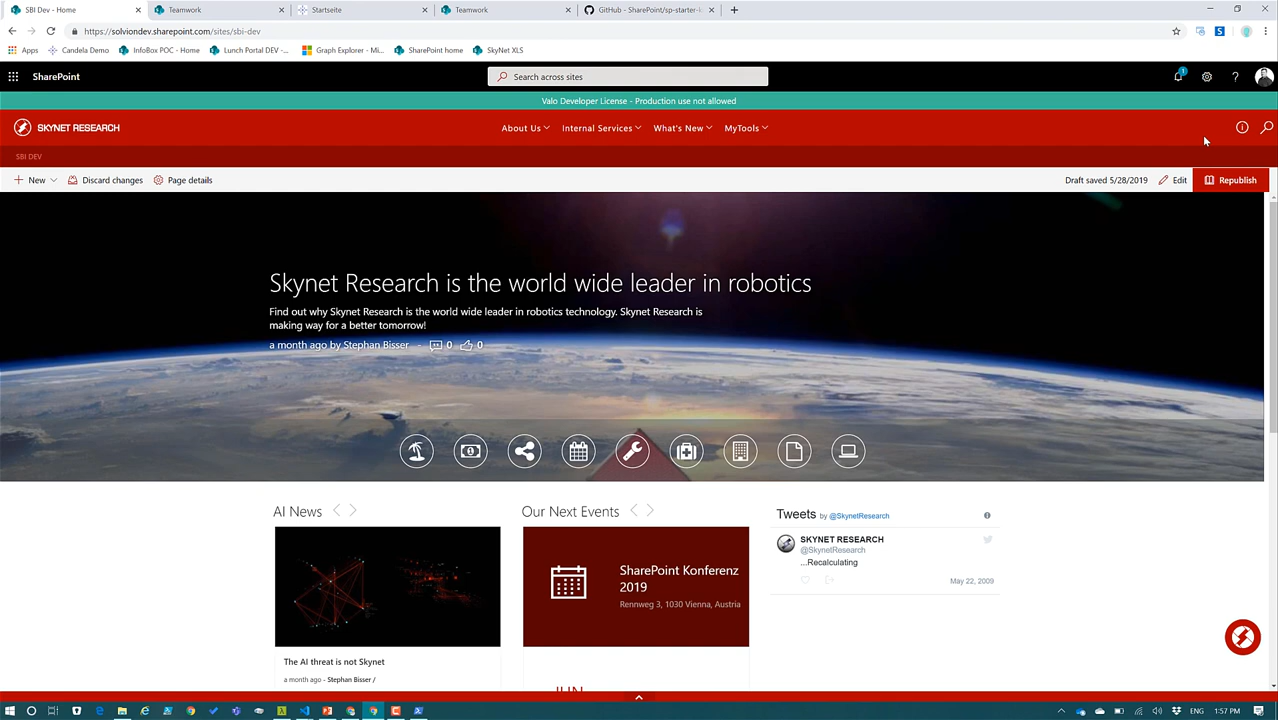 SBI Dev - Home
Teamwork
Startseite
Teamwork
GitHub - SharePoint/sp-starter-k
https://solviondev.sharepoint.com/sites/sbi-dev
Apps
Candela Demo
InfoBox POC - Home
Lunch Portal DEV -...
Graph Explorer - Mi...
SharePoint home
SkyNet XLS
SharePoint
Search across sites
1
Valo Developer License - Production use not allowed
SKYNET RESEARCH
About Us
Internal Services
What's New
MyTools
SBI DEV
New
Discard changes
Page details
Draft saved 5/28/2019
Edit
Republish
Skynet Research is the world wide leader in robotics
Find out why Skynet Research is the world wide leader in robotics technology. Skynet Research is
making way for a better tomorrow!
a month ago by Stephan Bisser - 0 0
AI News
Our Next Events
Tweets by @SkynetResearch
SKYNET RESEARCH
@SkynetResearch
...Recalculating
May 22, 2009
SharePoint Konferenz
2019
Rennweg 3, 1030 Vienna, Austria
The AI threat is not Skynet
a month ago - Stephan Bisser /
JUN
ENG
1:57 PM